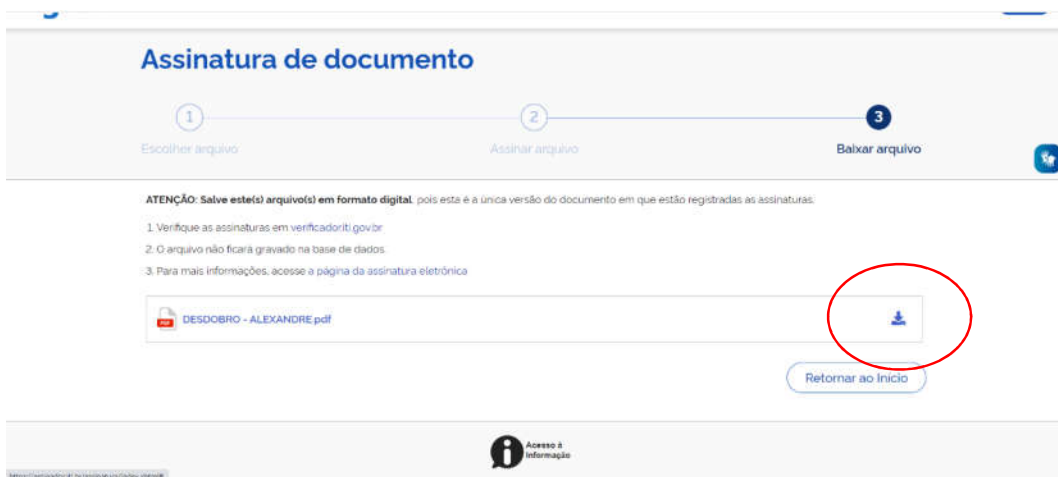 Assinatura de documento
1
2
3
Escolher arquivo
Assinar arquivo
Baixar arquivo
ATENÇÃO: Salve este(s) arquivo(s) em formato digital, pois esta é a única versão do documento em que estão registradas as assinaturas.
1. Verifique as assinaturas em verificador.iti.gov.br
2. O arquivo não ficará gravado na base de dados.
3. Para mais informações, acesse a página da assinatura eletrônica
PDF
DESDOBRO - ALEXANDRE.pdf
Retornar ao Início
Acesso à
Informação